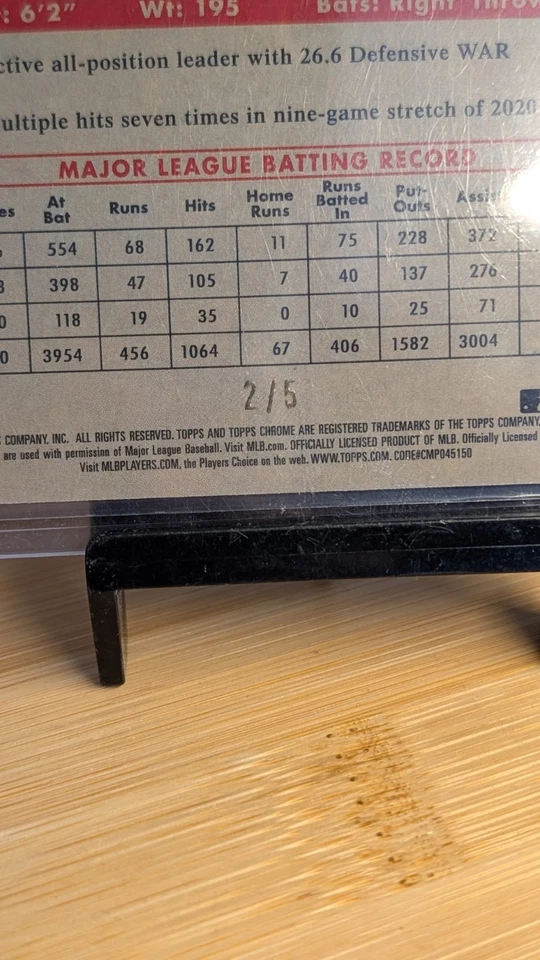 : 6'2" Wt: 195 Bats: Right Throw
ctive all-position leader with 26.6 Defensive WAR
ultiple hits seven times in nine-game stretch of 2020
MAJOR LEAGUE BATTING RECORD
es At Bat Runs Hits Home Runs Runs Batted In Put-Outs Assis
554 68 162 11 75 228 372
3 398 47 105 7 40 137 276
0 118 19 35 0 10 25 71
0 3954 456 1064 67 406 1582 3004
2/5
COMPANY, INC. ALL RIGHTS RESERVED. TOPPS AND TOPPS CHROME ARE REGISTERED TRADEMARKS OF THE TOPPS COMPANY
are used with permission of Major League Baseball. Visit MLB.com. OFFICIALLY LICENSED PRODUCT OF MLB. Officially Licensed
Visit MLBPLAYERS.COM, the Players Choice on the web. WWW.TOPPS.COM. CODE#CMP045150